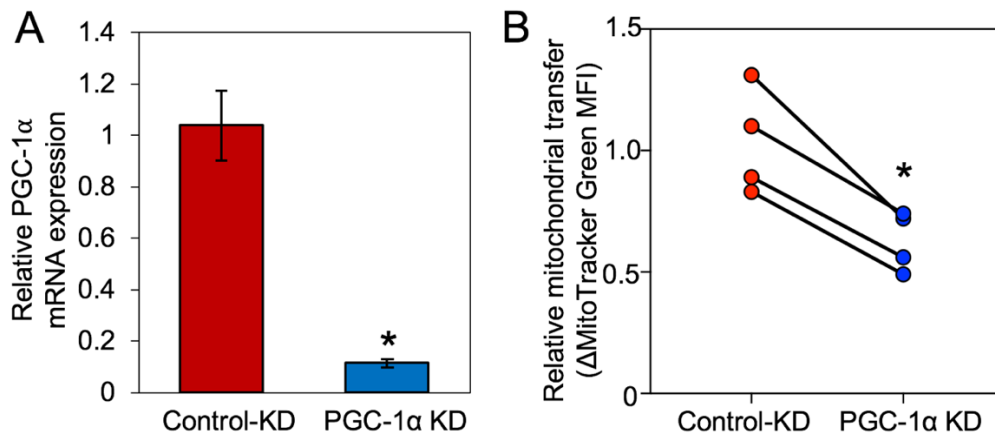 A
Relative PGC-1α
mRNA expression
1.4
1.2
1
0.8
0.6
0.4
0.2
0
*
Control-KD
PGC-1α KD
B
Relative mitochondrial transfer
(ΔMitoTracker Green MFI)
1.5
1.0
0.5
0
*
Control-KD
PGC-1α KD